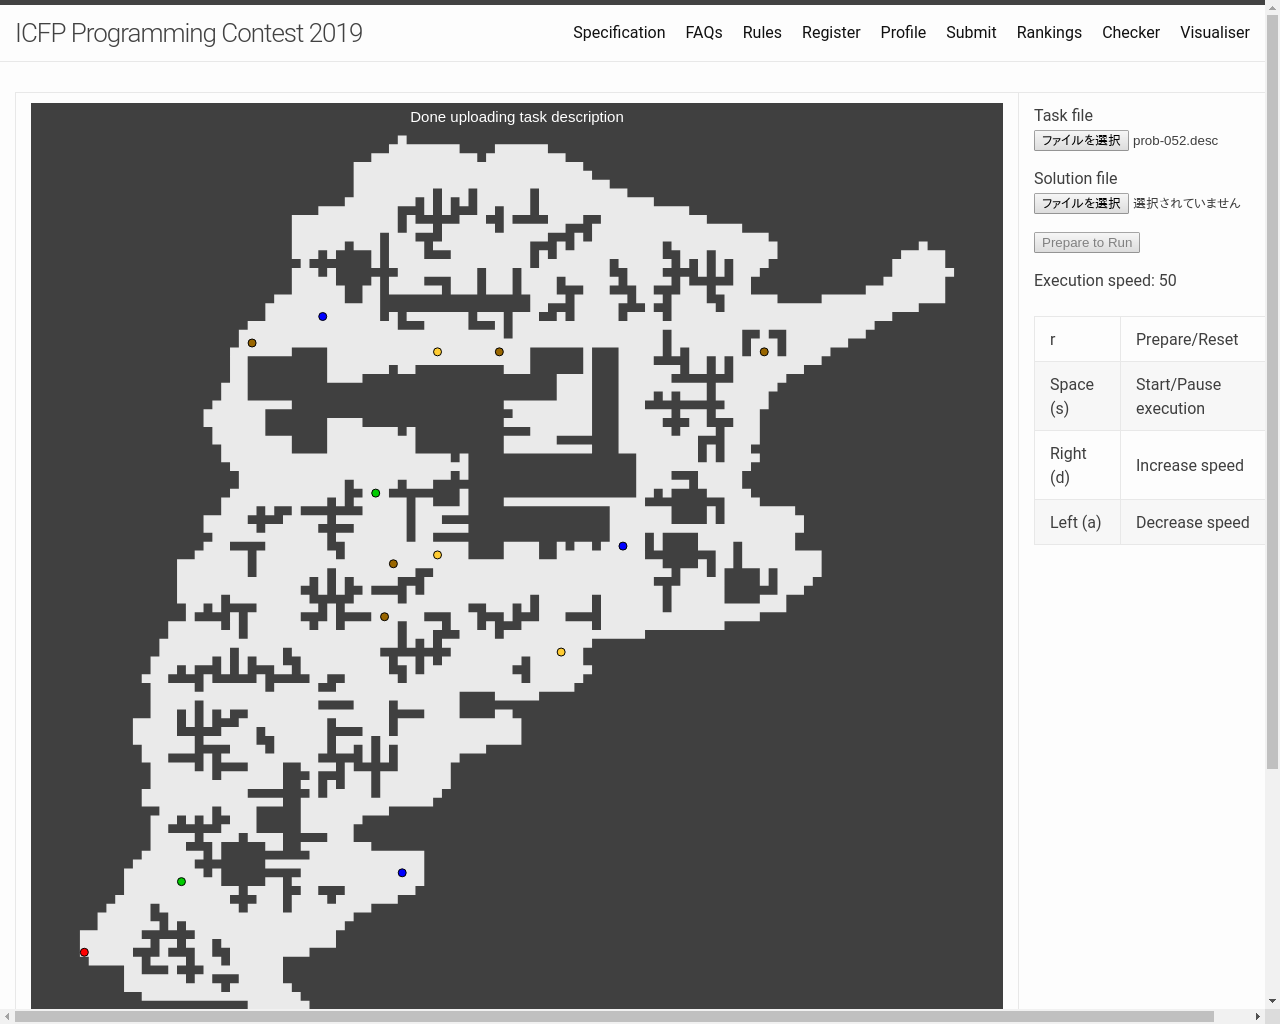 ICFP Programming Contest 2019
Specification FAQs Rules Register Profile Submit Rankings Checker Visualiser
Done uploading task description
Task file
ファイルを選択 prob-052.desc
Solution file
ファイルを選択 選択されていません
Prepare to Run
Execution speed: 50
r Prepare/Reset
Space (s) Start/Pause execution
Right (d) Increase speed
Left (a) Decrease speed